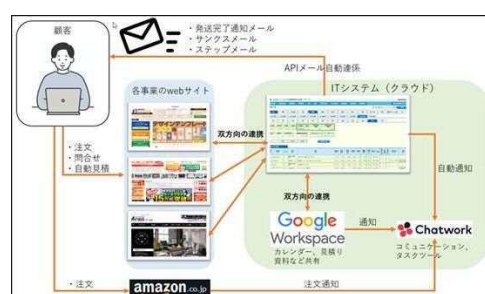 顧客
・発送完了通知メール
・サンクスメール
・ステップメール
APIメール自動連係
各事業のwebサイト
ITシステム（クラウド）
双方向の連携
・注文
・問合せ
・自動見積
自動通知
双方向の連携
Google
Workspace
通知
Chatwork
カレンダー、見積り
資料など共有
コミュニケーション、
タスクツール
・注文
amazon.co.jp
注文通知